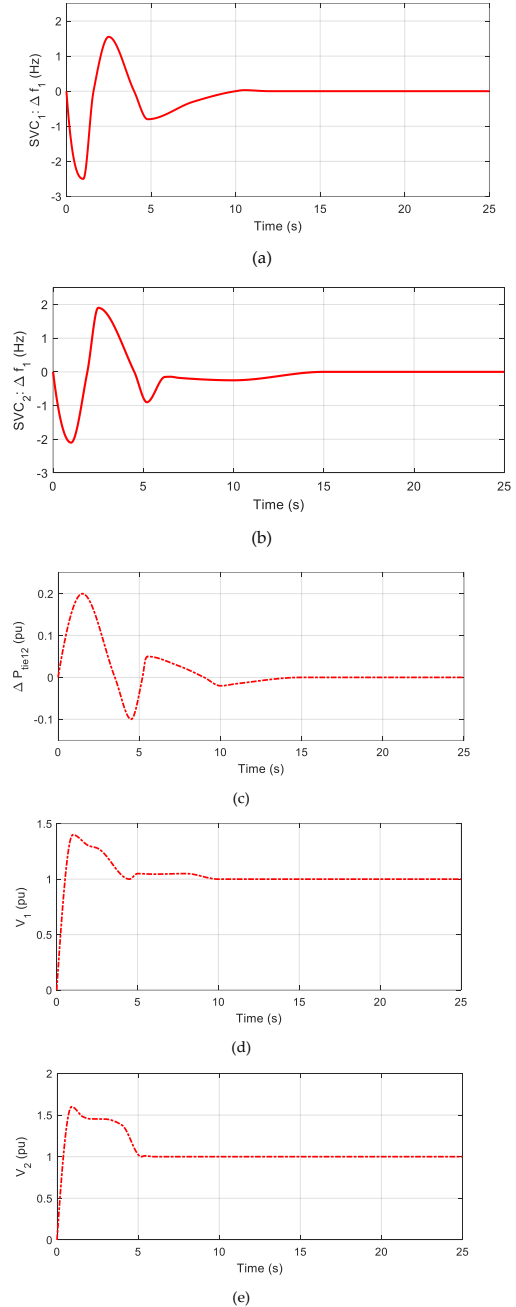 SVC1: Δ f1 (Hz)
2
1
0
-1
-2
-3
0 5 10 15 20 25
Time (s)
(a)
SVC2: Δ f1 (Hz)
2
1
0
-1
-2
-3
0 5 10 15 20 25
Time (s)
(b)
Δ Ptie12 (pu)
0.2
0.1
0
-0.1
0 5 10 15 20 25
Time (s)
(c)
V1 (pu)
1.5
1
0.5
0
0 5 10 15 20 25
Time (s)
(d)
V2 (pu)
2
1.5
1
0.5
0
0 5 10 15 20 25
Time (s)
(e)